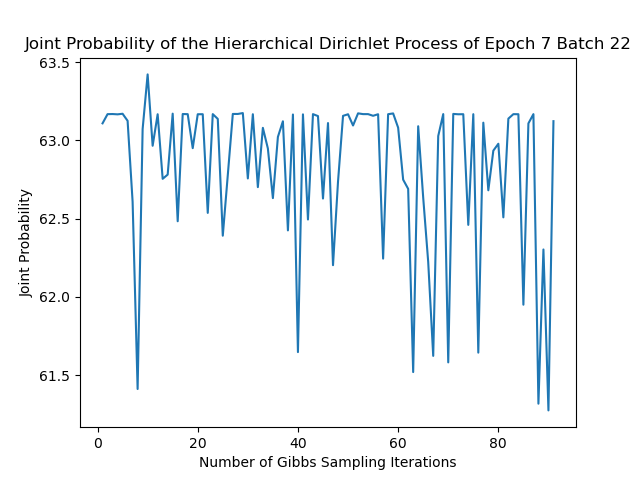 Joint Probability of the Hierarchical Dirichlet Process of Epoch 7 Batch 22
63.5
63.0
62.5
62.0
61.5
Joint Probability
0 20 40 60 80
Number of Gibbs Sampling Iterations